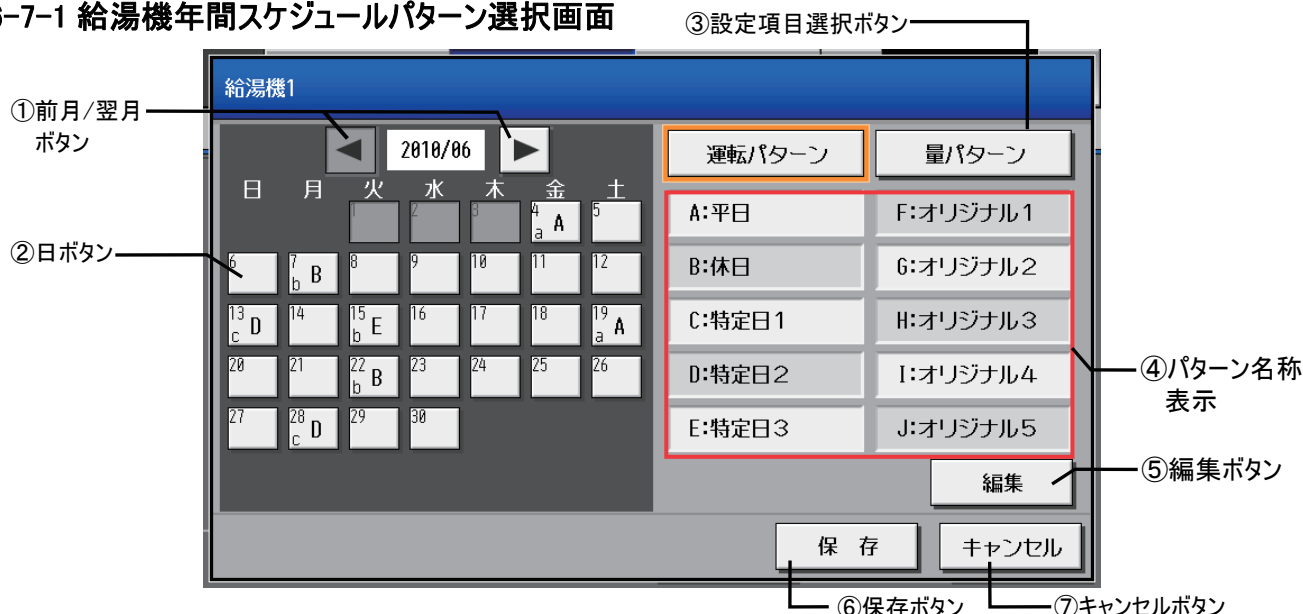 6-7-1 給湯機年間スケジュールパターン選択画面
③設定項目選択ボタン
給湯機1
①前月/翌月
ボタン
◀ 2010/06 ▶
運転パターン 量パターン
日 月 火 水 木 金 土
1 2 3 4 a A 5
②日ボタン
6 7 b B 8 9 10 11 12
13 c D 14 15 b E 16 17 18 19 a A
20 21 22 b B 23 24 25 26
27 28 c D 29 30
A:平日 F:オリジナル1
B:休日 G:オリジナル2
C:特定日1 H:オリジナル3
D:特定日2 I:オリジナル4
E:特定日3 J:オリジナル5
④パターン名称
表示
編集
⑤編集ボタン
保 存 キャンセル
⑥保存ボタン ⑦キャンセルボタン